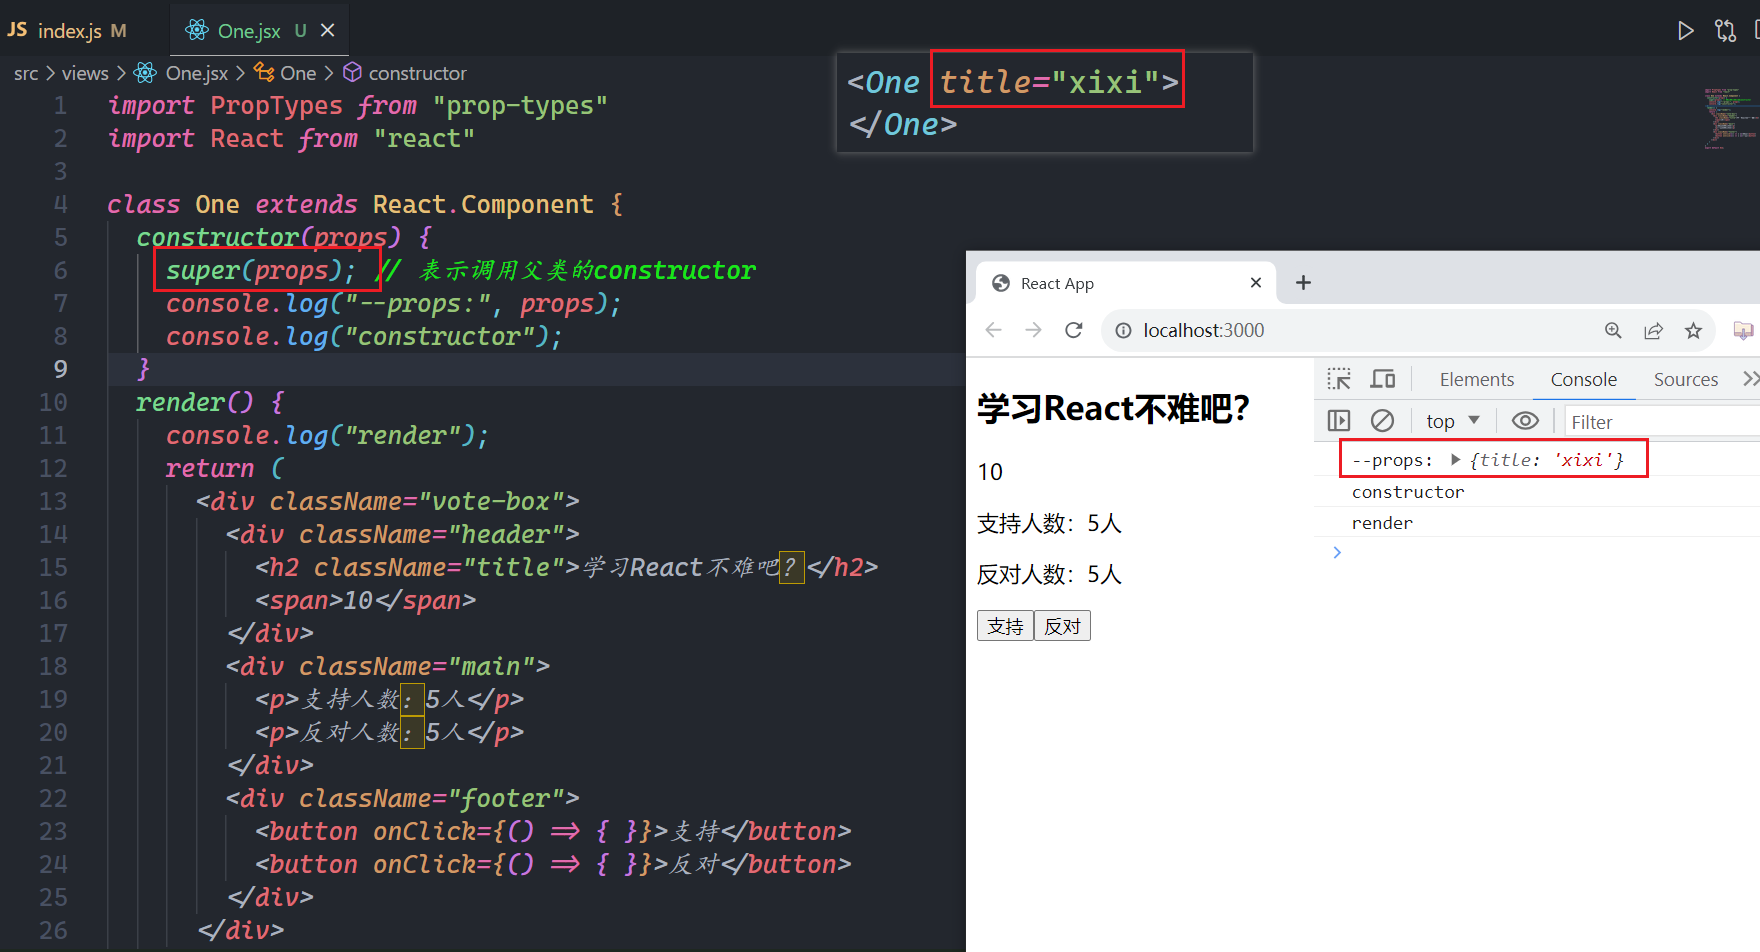 JS index.js M
One.jsx U
src > views > One.jsx > One > constructor
1 import PropTypes from "prop-types"
2 import React from "react"
3
4 class One extends React.Component {
5 constructor(props) {
6 super(props); // 表示调用父类的constructor
7 console.log("--props:", props);
8 console.log("constructor");
9 }
10 render() {
11 console.log("render");
12 return (
13 <div className="vote-box">
14 <div className="header">
15 <h2 className="title">学习React不难吧？</h2>
16 <span>10</span>
17 </div>
18 <div className="main">
19 <p>支持人数：5人</p>
20 <p>反对人数：5人</p>
21 </div>
22 <div className="footer">
23 <button onClick={() => { }}>支持</button>
24 <button onClick={() => { }}>反对</button>
25 </div>
26 </div>
<One title="xixi">
</One>
React App
localhost:3000
学习React不难吧？
10
支持人数：5人
反对人数：5人
支持 反对
Elements Console Sources
top Filter
--props: {title: 'xixi'}
constructor
render